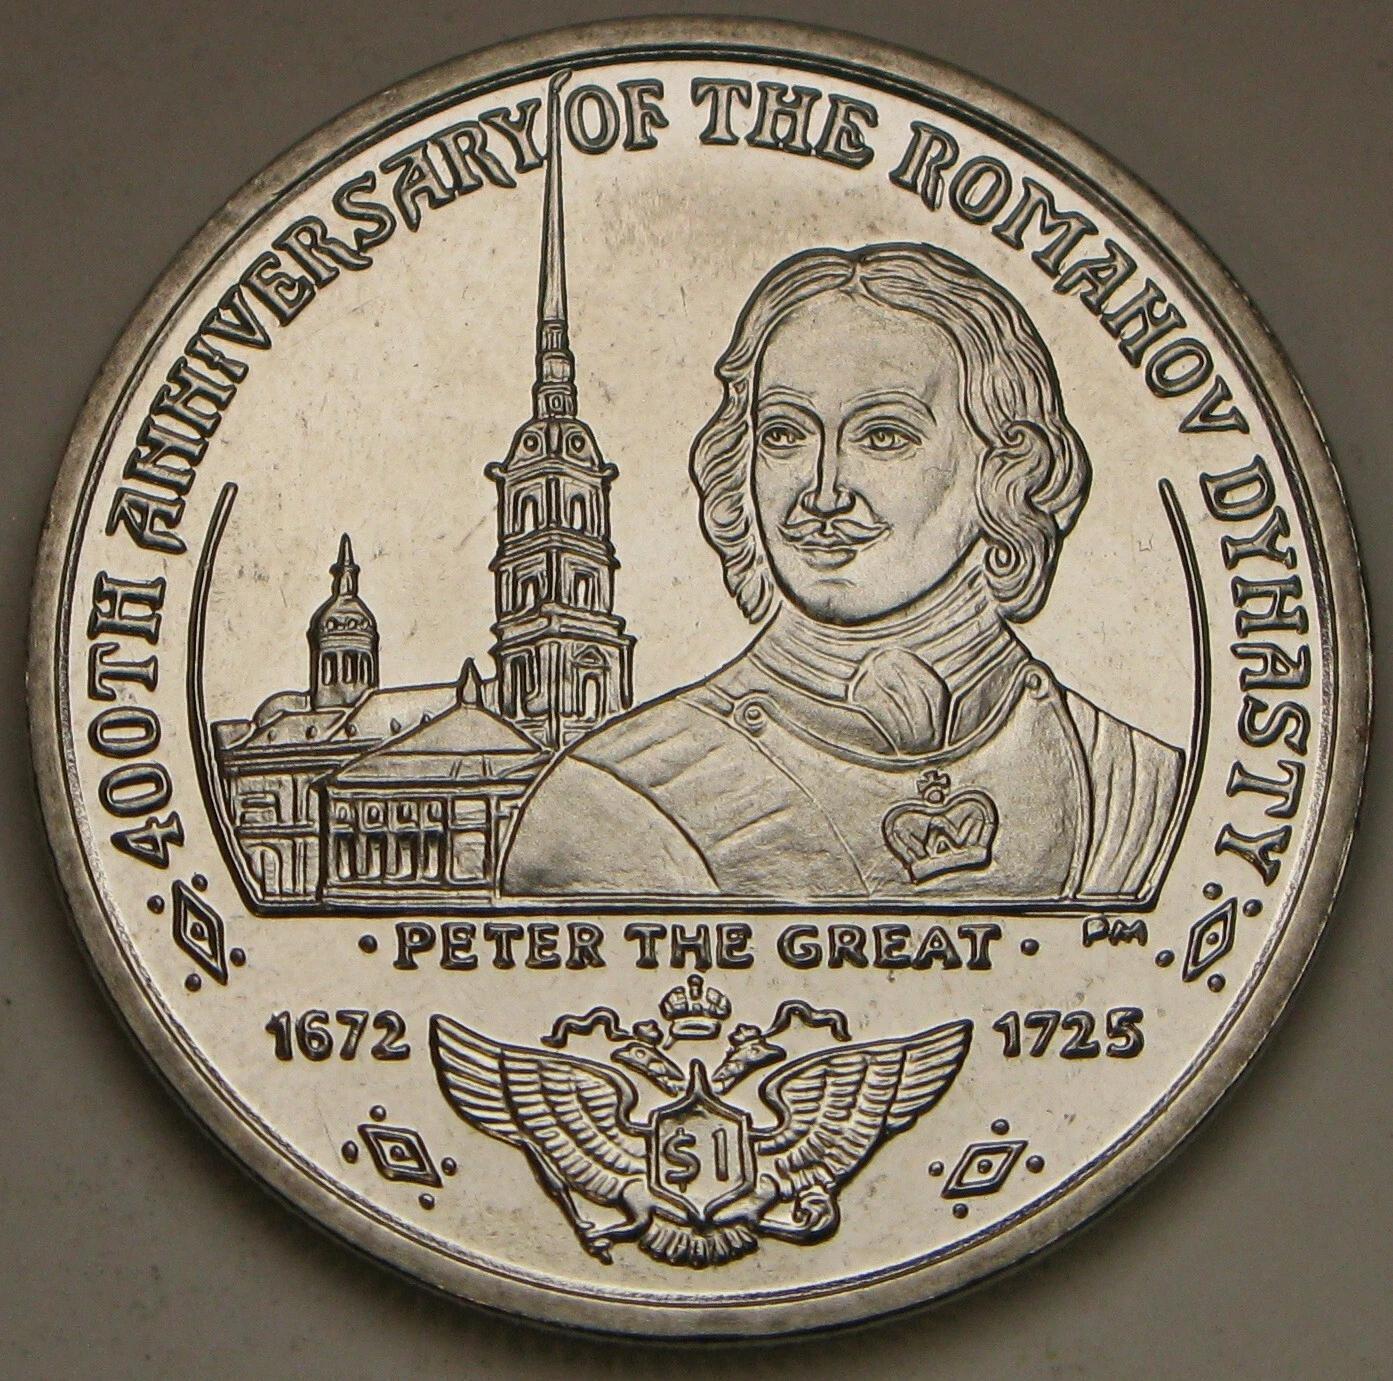 400TH ANNIVERSARY OF THE ROMANOV DYNASTY
· PETER THE GREAT ·
PM
1672
1725
$1